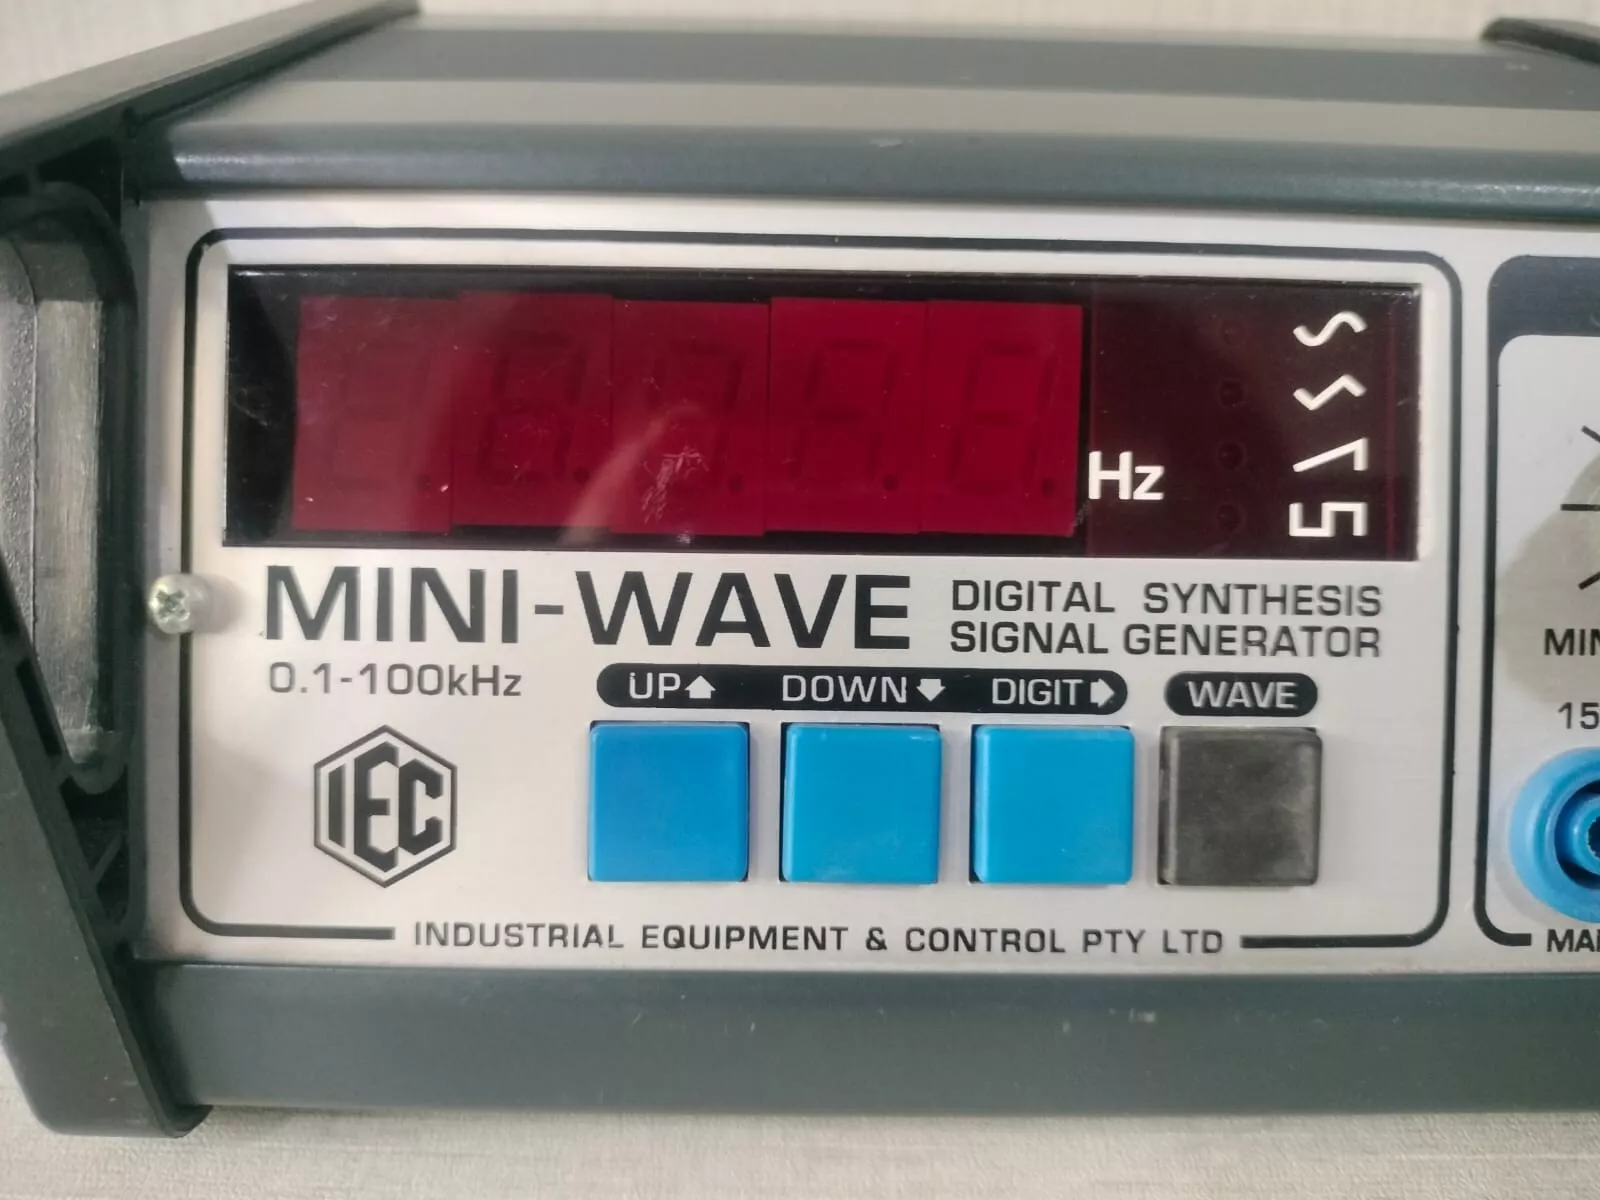 Hz
MINI-WAVE
DIGITAL SYNTHESIS
SIGNAL GENERATOR
0.1-100kHz
UP DOWN DIGIT WAVE
IEC
INDUSTRIAL EQUIPMENT & CONTROL PTY LTD
15